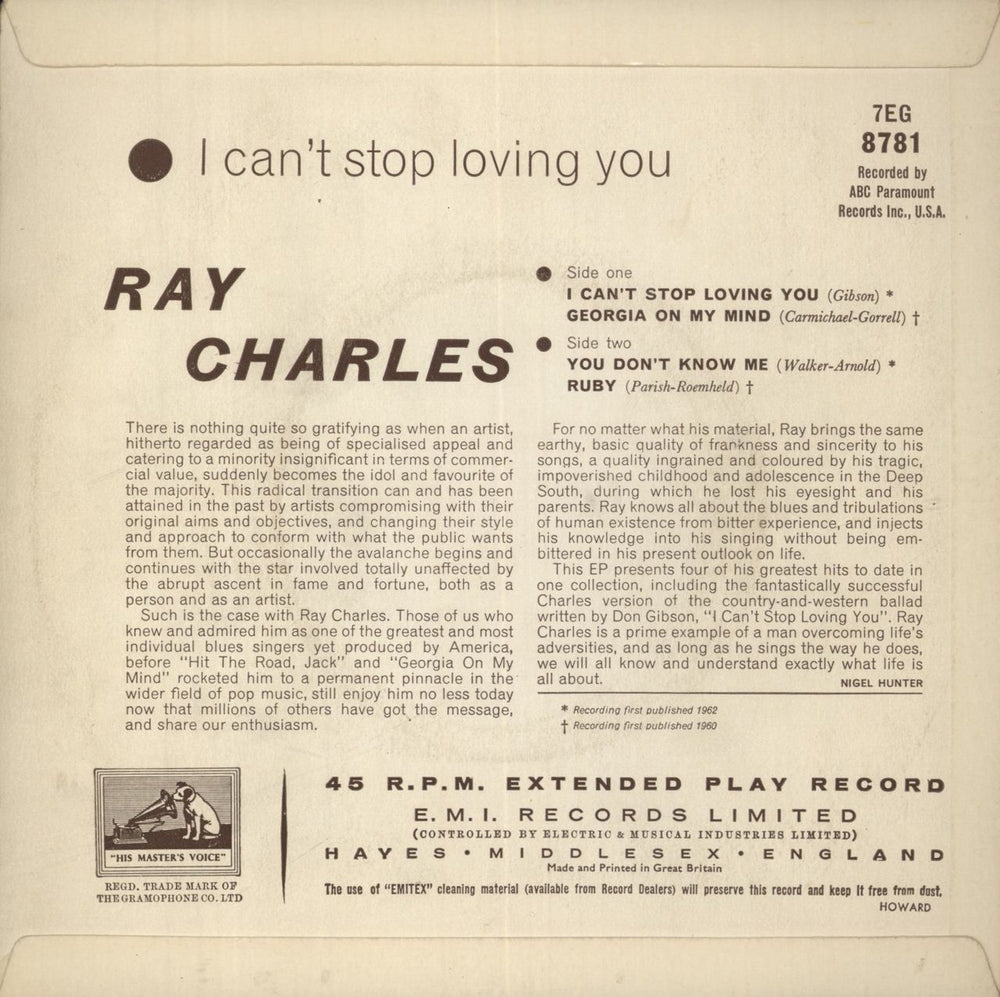 7EG
8781
Recorded by
ABC Paramount
Records Inc., U.S.A.
I can't stop loving you
RAY
CHARLES
Side one
I CAN'T STOP LOVING YOU (Gibson) *
GEORGIA ON MY MIND (Carmichael-Gorrell) †
Side two
YOU DON'T KNOW ME (Walker-Arnold) *
RUBY (Parish-Roemheld) †
There is nothing quite so gratifying as when an artist,
hitherto regarded as being of specialised appeal and
catering to a minority insignificant in terms of commer-
cial value, suddenly becomes the idol and favourite of
the majority. This radical transition can and has been
attained in the past by artists compromising with their
original aims and objectives, and changing their style
and approach to conform with what the public wants
from them. But occasionally the avalanche begins and
continues with the star involved totally unaffected by
the abrupt ascent in fame and fortune, both as a
person and as an artist.
Such is the case with Ray Charles. Those of us who
knew and admired him as one of the greatest and most
individual blues singers yet produced by America,
before "Hit The Road, Jack" and "Georgia On My
Mind" rocketed him to a permanent pinnacle in the
wider field of pop music, still enjoy him no less today
now that millions of others have got the message,
and share our enthusiasm.
For no matter what his material, Ray brings the same
earthy, basic quality of frankness and sincerity to his
songs, a quality ingrained and coloured by his tragic,
impoverished childhood and adolescence in the Deep
South, during which he lost his eyesight and his
parents. Ray knows all about the blues and tribulations
of human existence from bitter experience, and injects
his knowledge into his singing without being em-
bittered in his present outlook on life.
This EP presents four of his greatest hits to date in
one collection, including the fantastically successful
Charles version of the country-and-western ballad
written by Don Gibson, "I Can't Stop Loving You". Ray
Charles is a prime example of a man overcoming life's
adversities, and as long as he sings the way he does,
we will all know and understand exactly what life is
all about.
NIGEL HUNTER
* Recording first published 1962
† Recording first published 1960
"HIS MASTER'S VOICE"
REGD. TRADE MARK OF
THE GRAMOPHONE CO. LTD
45 R.P.M. EXTENDED PLAY RECORD
E.M.I. RECORDS LIMITED
(CONTROLLED BY ELECTRIC & MUSICAL INDUSTRIES LIMITED)
HAYES • MIDDLESEX • ENGLAND
Made and Printed in Great Britain
The use of "EMITEX" cleaning material (available from Record Dealers) will preserve this record and keep it free from dust.
HOWARD